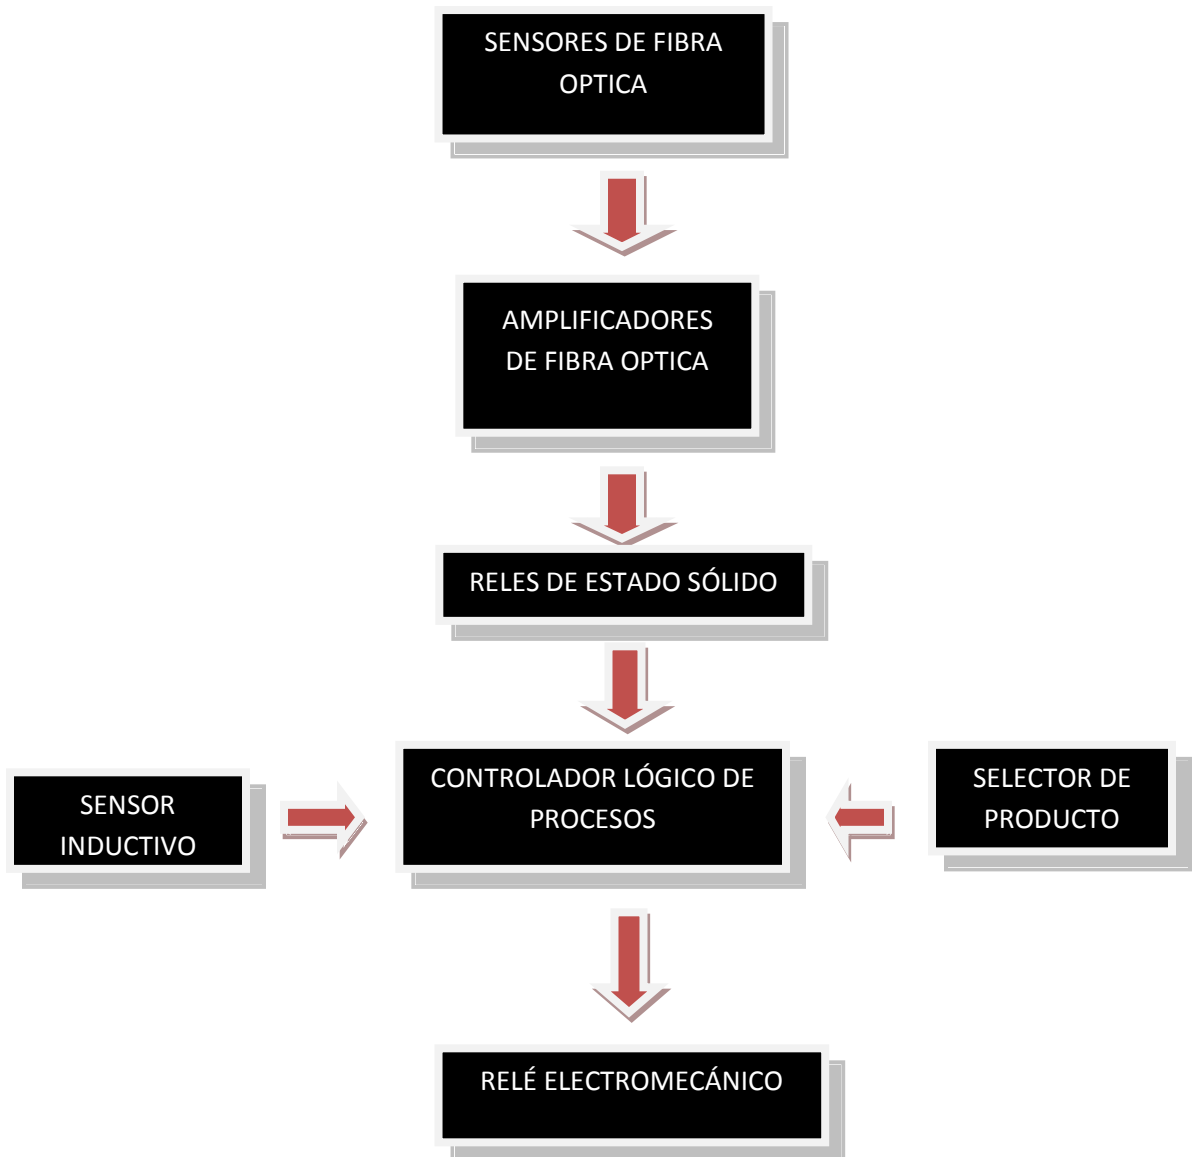 SENSORES DE FIBRA
OPTICA
AMPLIFICADORES
DE FIBRA OPTICA
RELES DE ESTADO SÓLIDO
SENSOR
INDUCTIVO
CONTROLADOR LÓGICO DE
PROCESOS
SELECTOR DE
PRODUCTO
RELÉ ELECTROMECÁNICO